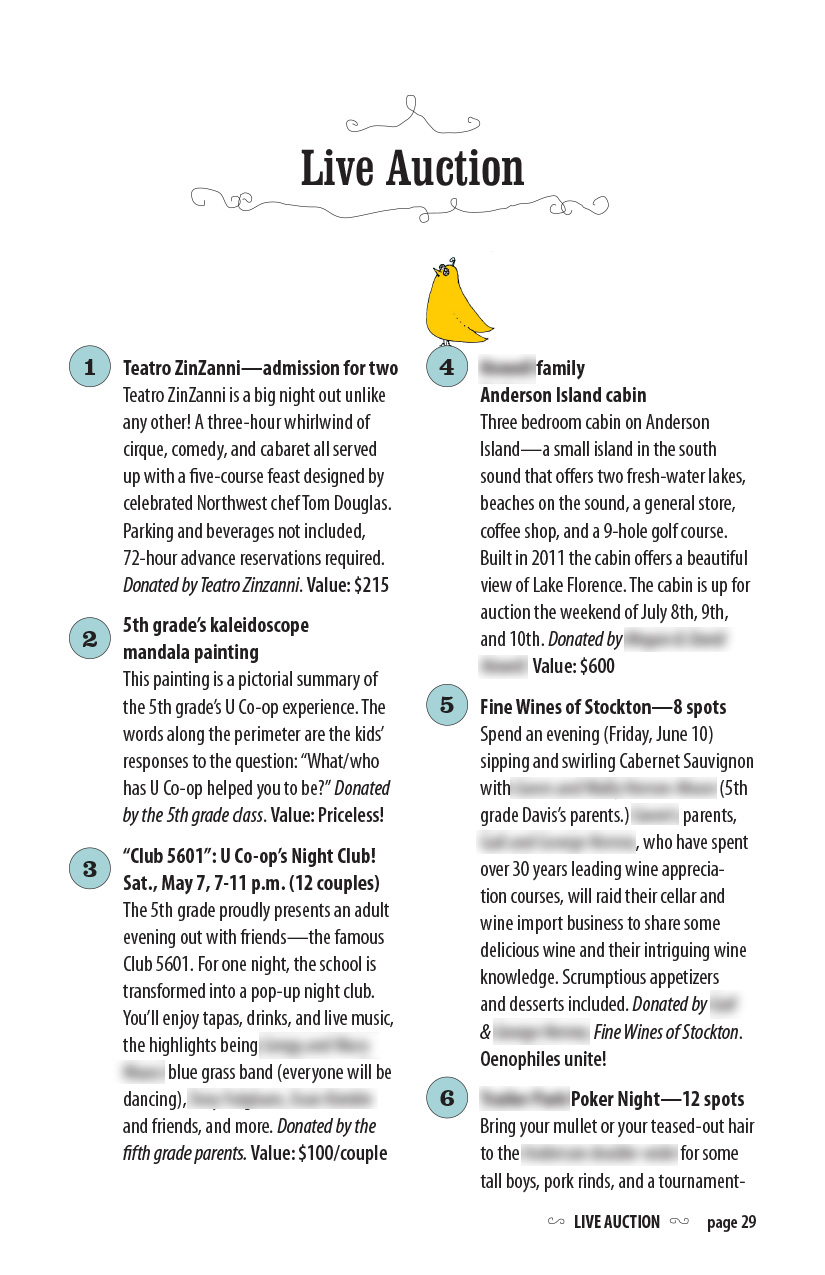 Live Auction
1
Teatro ZinZanni—admission for two
Teatro ZinZanni is a big night out unlike
any other! A three-hour whirlwind of
cirque, comedy, and cabaret all served
up with a five-course feast designed by
celebrated Northwest chef Tom Douglas.
Parking and beverages not included,
72-hour advance reservations required.
Donated by Teatro Zinzanni. Value: $215
2
5th grade’s kaleidoscope
mandala painting
This painting is a pictorial summary of
the 5th grade’s U Co-op experience. The
words along the perimeter are the kids’
responses to the question: “What/who
has U Co-op helped you to be?” Donated
by the 5th grade class. Value: Priceless!
3
“Club 5601”: U Co-op’s Night Club!
Sat., May 7, 7-11 p.m. (12 couples)
The 5th grade proudly presents an adult
evening out with friends—the famous
Club 5601. For one night, the school is
transformed into a pop-up night club.
You’ll enjoy tapas, drinks, and live music,
the highlights being
blue grass band (everyone will be
dancing),
and friends, and more. Donated by the
fifth grade parents. Value: $100/couple
4
family
Anderson Island cabin
Three bedroom cabin on Anderson
Island—a small island in the south
sound that offers two fresh-water lakes,
beaches on the sound, a general store,
coffee shop, and a 9-hole golf course.
Built in 2011 the cabin offers a beautiful
view of Lake Florence. The cabin is up for
auction the weekend of July 8th, 9th,
and 10th. Donated by
Value: $600
5
Fine Wines of Stockton—8 spots
Spend an evening (Friday, June 10)
sipping and swirling Cabernet Sauvignon
with (5th
grade Davis’s parents.) parents,
, who have spent
over 30 years leading wine apprecia-
tion courses, will raid their cellar and
wine import business to share some
delicious wine and their intriguing wine
knowledge. Scrumptious appetizers
and desserts included. Donated by
& Fine Wines of Stockton.
Oenophiles unite!
6
Poker Night—12 spots
Bring your mullet or your teased-out hair
to the for some
tall boys, pork rinds, and a tournament-
LIVE AUCTION page 29